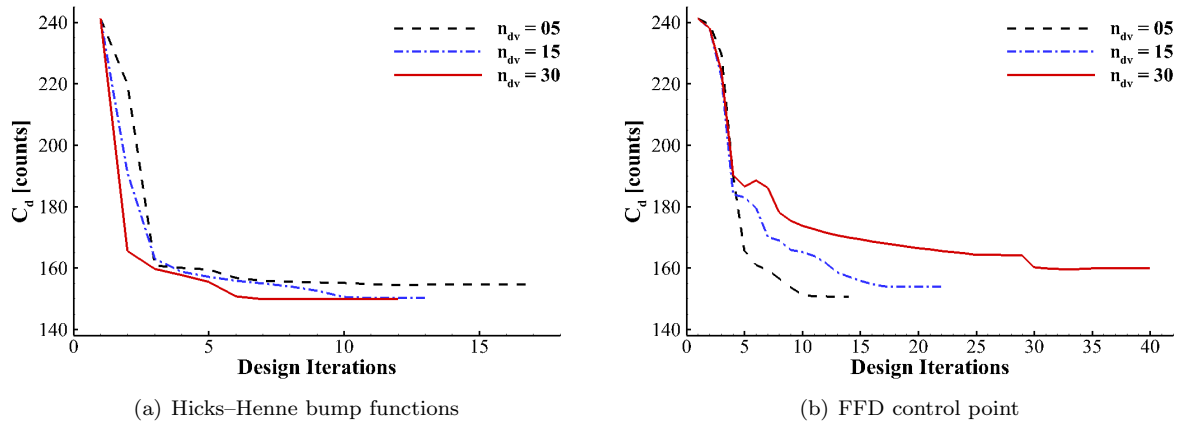 240
220
200
180
160
140
C_d [counts]
0
5
10
15
Design Iterations
n_dv = 05
n_dv = 15
n_dv = 30
(a) Hicks–Henne bump functions
240
220
200
180
160
140
C_d [counts]
0
5
10
15
20
25
30
35
40
Design Iterations
n_dv = 05
n_dv = 15
n_dv = 30
(b) FFD control point